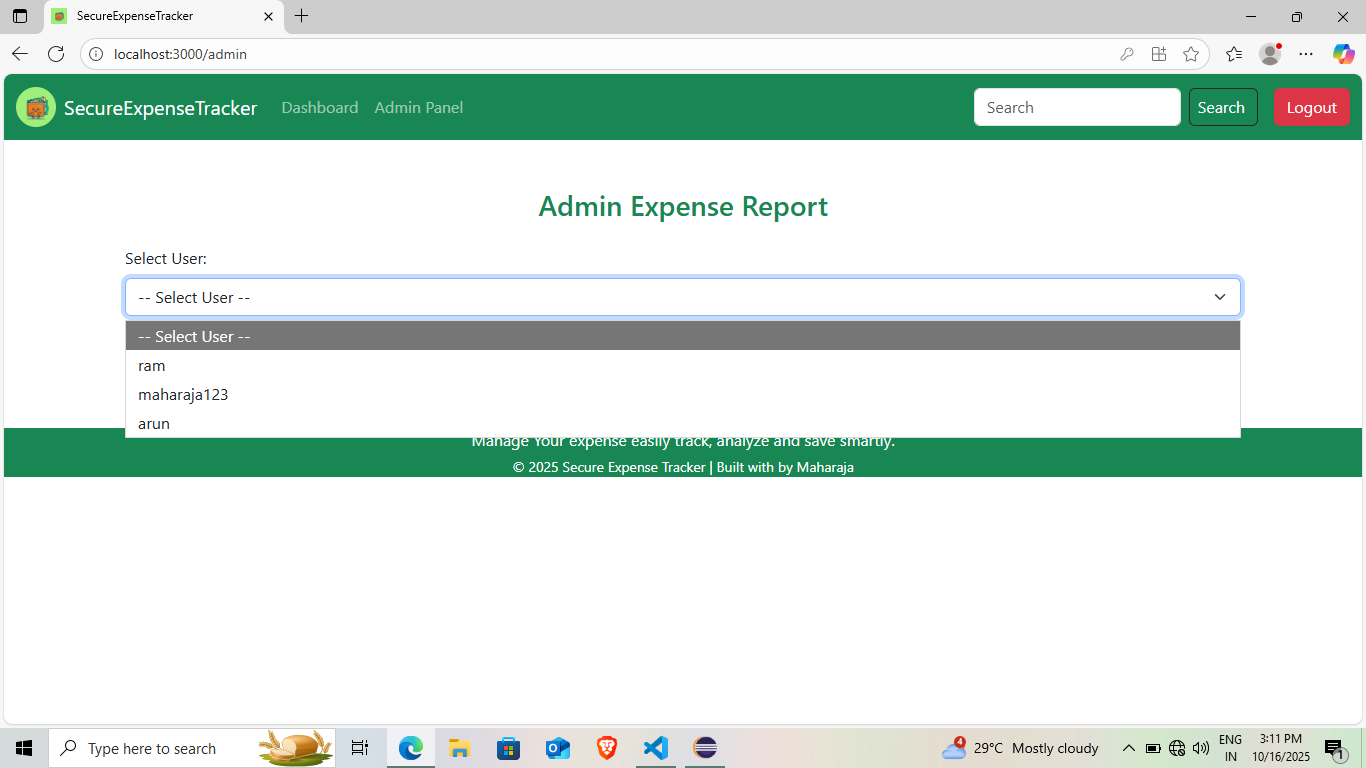 SecureExpenseTracker
localhost:3000/admin
SecureExpenseTracker Dashboard Admin Panel Search Search Logout
Admin Expense Report
Select User:
-- Select User --
-- Select User --
ram
maharaja123
arun
Manage Your expense easily track, analyze and save smartly.
© 2025 Secure Expense Tracker | Built with by Maharaja
Type here to search 4 29°C Mostly cloudy ENG IN 3:11 PM 10/16/2025 1